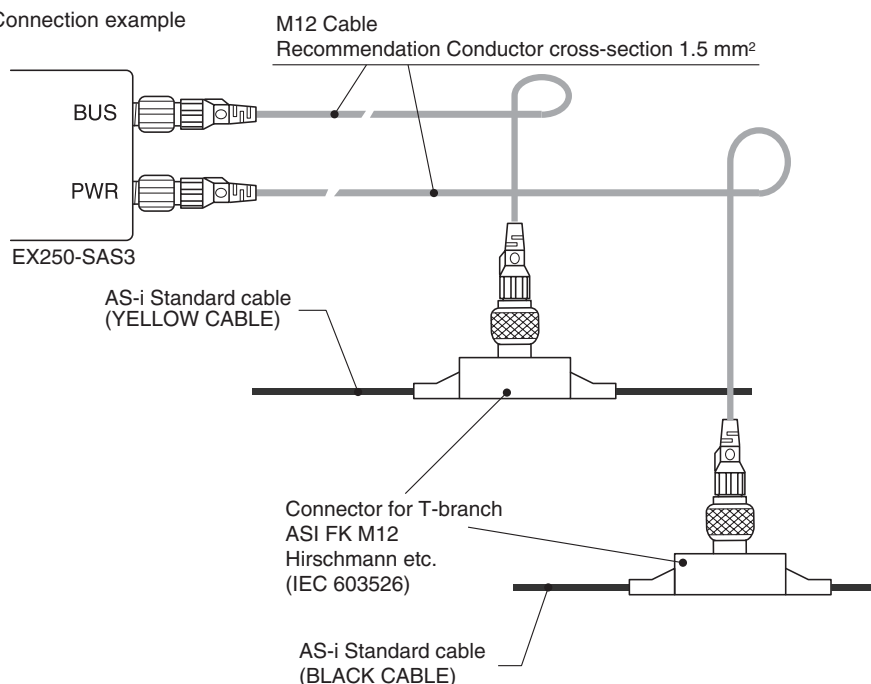 Connection example
M12 Cable
Recommendation Conductor cross-section 1.5 mm²
BUS
PWR
EX250-SAS3
AS-i Standard cable
(YELLOW CABLE)
Connector for T-branch
ASI FK M12
Hirschmann etc.
(IEC 603526)
AS-i Standard cable
(BLACK CABLE)